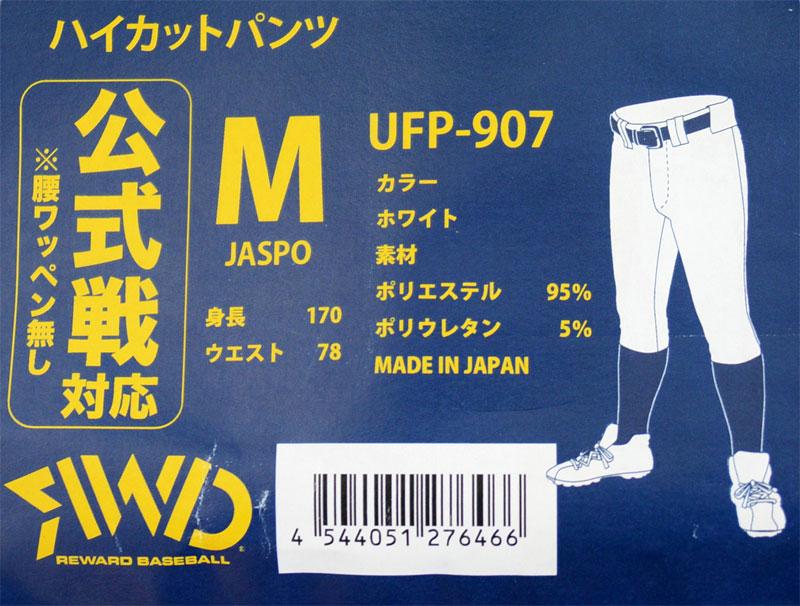 ハイカットパンツ
公式戦
対応
※腰ワッペン無し
M
JASPO
身長 170
ウエスト 78
UFP-907
カラー
ホワイト
素材
ポリエステル 95%
ポリウレタン 5%
MADE IN JAPAN
RWD
REWARD BASEBALL
4 544051 276466